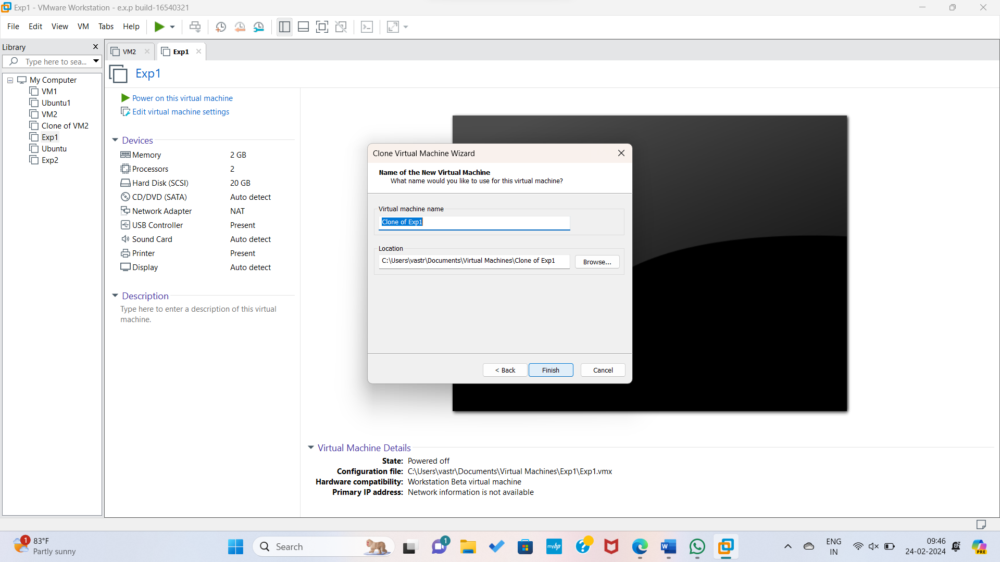 Exp1 - VMware Workstation - e.x.p build-16540321
File Edit View VM Tabs Help
Library
Type here to sea...
My Computer
VM1
Ubuntu1
VM2
Clone of VM2
Exp1
Ubuntu
Exp2
VM2
Exp1
Exp1
Power on this virtual machine
Edit virtual machine settings
Devices
Memory 2 GB
Processors 2
Hard Disk (SCSI) 20 GB
CD/DVD (SATA) Auto detect
Network Adapter NAT
USB Controller Present
Sound Card Auto detect
Printer Present
Display Auto detect
Description
Type here to enter a description of this virtual
machine.
Clone Virtual Machine Wizard
Name of the New Virtual Machine
What name would you like to use for this virtual machine?
Virtual machine name
Clone of Exp1
Location
C:\Users\vastr\Documents\Virtual Machines\Clone of Exp1
Browse...
< Back Finish Cancel
Virtual Machine Details
State: Powered off
Configuration file: C:\Users\vastr\Documents\Virtual Machines\Exp1\Exp1.vmx
Hardware compatibility: Workstation Beta virtual machine
Primary IP address: Network information is not available
1
83°F
Partly sunny
Search
1
myhp
?
W
ENG
IN
09:46
24-02-2024
PRE